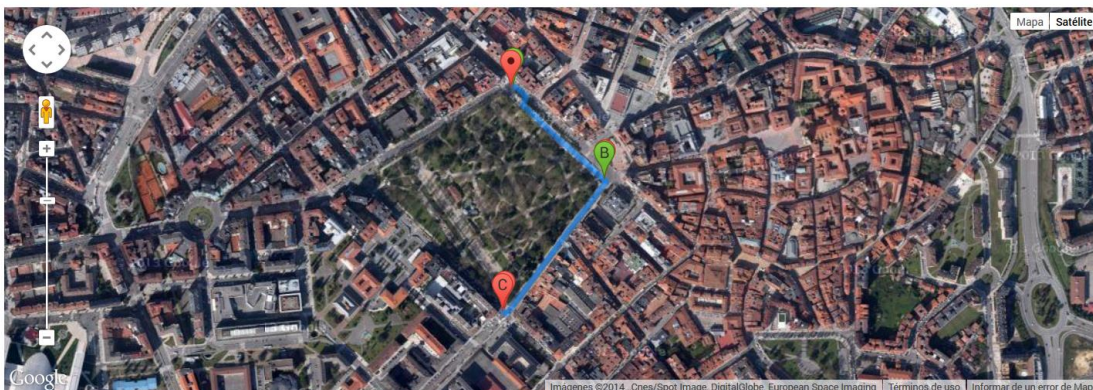 Mapa
Satélite
B
C
Google
Imágenes ©2014 , Cnes/Spot Image, DigitalGlobe, European Space Imaging
Términos de uso
Informar de un error de Map